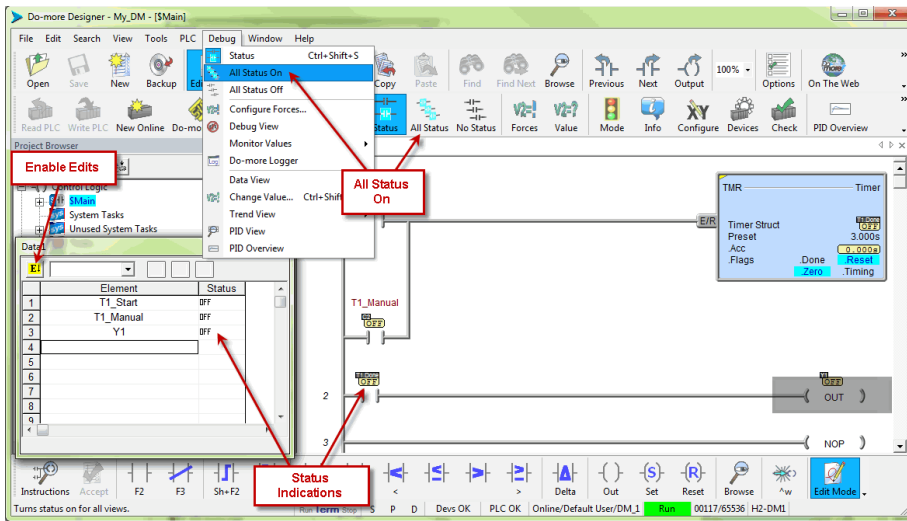 Do-more Designer - My_DM - [$Main]
File Edit Search View Tools PLC Debug Window Help
Open Save New Backup Copy Paste Find Find Next Browse Previous Next Output 100% Options On The Web
Read PLC Write PLC New Online Status All Status No Status Forces Value Mode Info Configure Devices Check PID Overview
Status Ctrl+Shift+S
All Status On
All Status Off
Configure Forces...
Debug View
Monitor Values
Do-more Logger
Data View
Change Value...
Trend View
PID View
PID Overview
Project Browser
Enable Edits
Control Logic
$Main
System Tasks
Unused System Tasks
All Status
On
Data1
Element Status
1 T1_Start OFF
2 T1_Manual OFF
3 Y1 OFF
4
5
6
7
8
9
TMR Timer
E/R
Timer Struct T1.Done OFF
Preset 3.000s
.Acc 0.000s
.Flags .Done .Reset
.Zero .Timing
T1_Manual
OFF
T1.Done
OFF
2
Y1
OFF
OUT
3
NOP
Status
Indications
Instructions Accept F2 F3 Sh+F2 < > Delta Out Set Reset Browse ^w Edit Mode
Turns status on for all views.
Run Term Stop S P D Devs OK PLC OK Online/Default User/DM_1 Run 00117/65536 H2-DM1